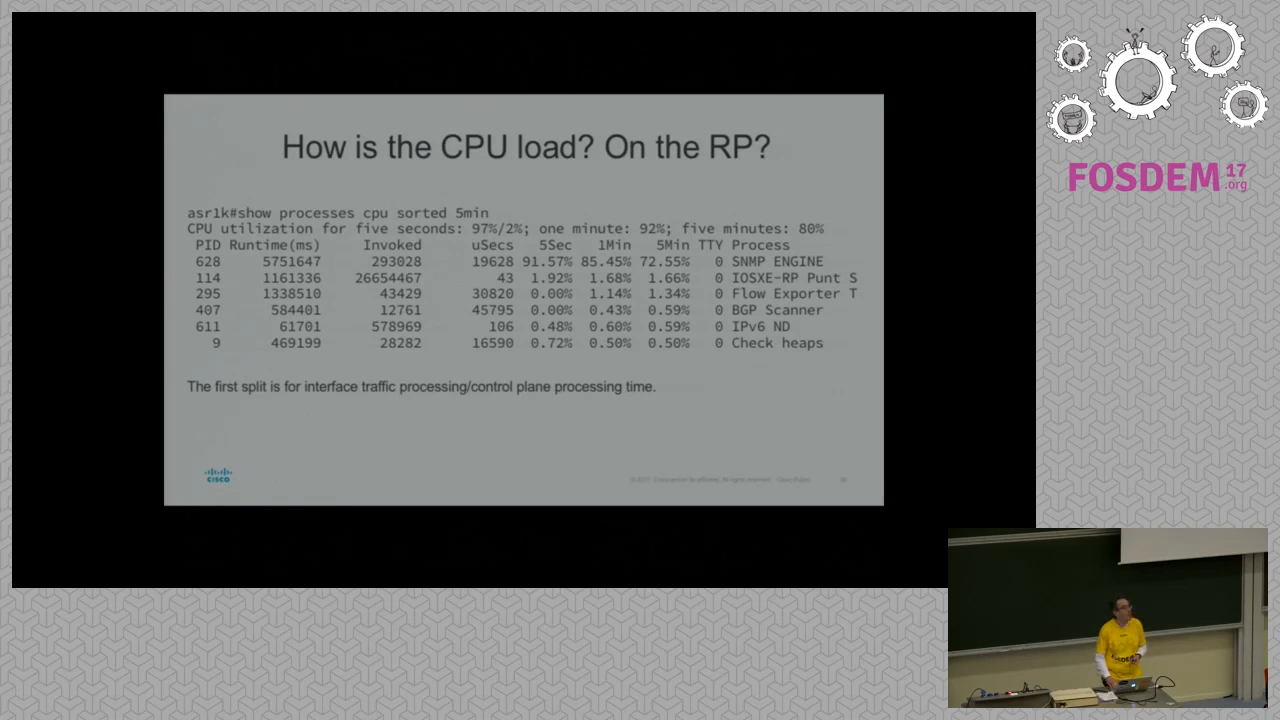 How is the CPU load? On the RP?
asr1k#show processes cpu sorted 5min
CPU utilization for five seconds: 97%/2%; one minute: 92%; five minutes: 80%
PID Runtime(ms) Invoked uSecs 5Sec 1Min 5Min TTY Process
628 5751647 293028 19628 91.57% 85.45% 72.55% 0 SNMP ENGINE
114 1161336 26654467 43 1.92% 1.68% 1.66% 0 IOSXE-RP Punt S
295 1338510 43429 30820 0.00% 1.14% 1.34% 0 Flow Exporter T
407 584401 12761 45795 0.00% 0.43% 0.59% 0 BGP Scanner
611 61701 578969 106 0.48% 0.60% 0.59% 0 IPv6 ND
9 469199 28282 16590 0.72% 0.50% 0.50% 0 Check heaps
The first split is for interface traffic processing/control plane processing time.
CISCO
FOSDEM 17
.org